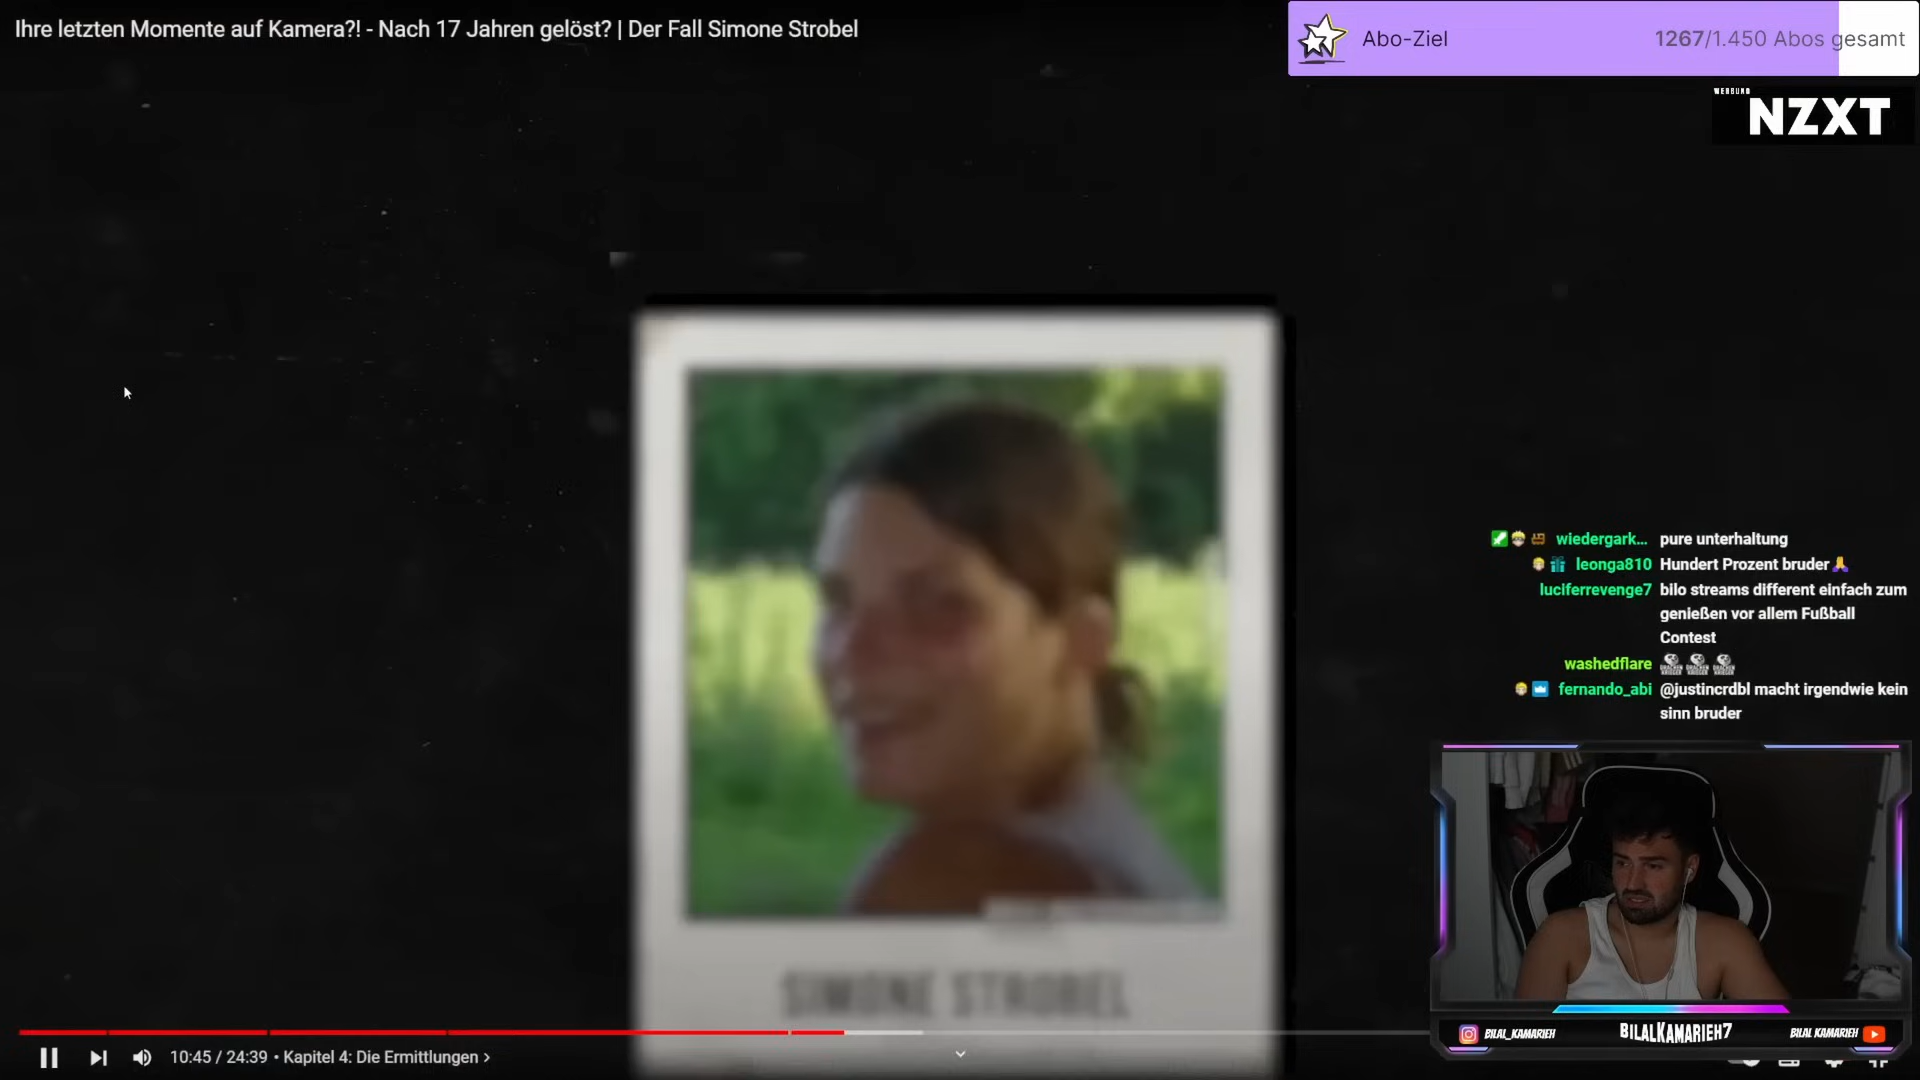 Ihre letzten Momente auf Kamera?! - Nach 17 Jahren gelöst? | Der Fall Simone Strobel
Abo-Ziel
1267/1.450 Abos gesamt
WERBUNG
NZXT
wiedergark... pure unterhaltung
leonga810 Hundert Prozent bruder
luciferrevenge7 bilo streams different einfach zum
genießen vor allem Fußball
Contest
washedflare
fernando_abi @justincrdbl macht irgendwie kein
sinn bruder
SIMONE STROBEL
BILAL_KAMARIEH
BILALKAMARIEH7
BILAL KAMARIEH
10:45 / 24:39 • Kapitel 4: Die Ermittlungen >